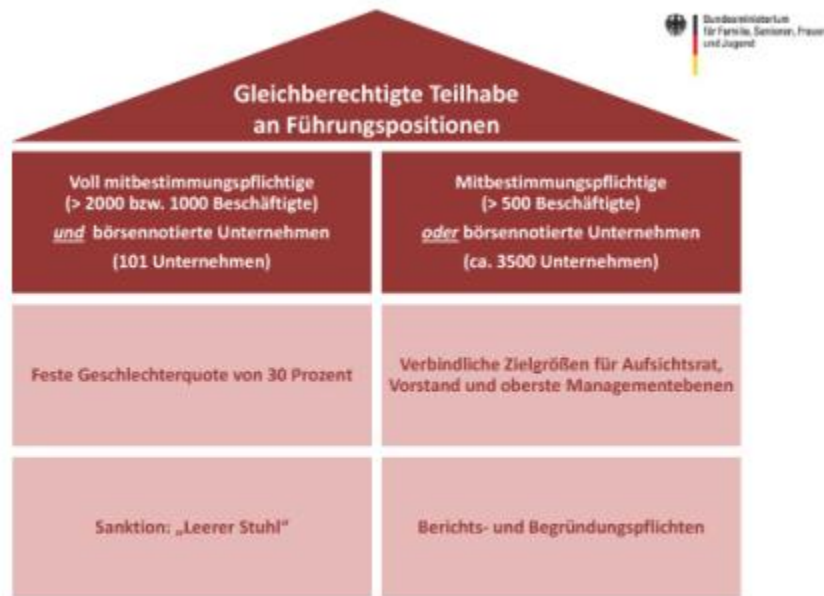 Bundesministerium
für Familie, Senioren, Frauen
und Jugend
Gleichberechtigte Teilhabe
an Führungspositionen
Voll mitbestimmungspflichtige
(> 2000 bzw. 1000 Beschäftigte)
und börsennotierte Unternehmen
(101 Unternehmen)
Mitbestimmungspflichtige
(> 500 Beschäftigte)
oder börsennotierte Unternehmen
(ca. 3500 Unternehmen)
Feste Geschlechterquote von 30 Prozent
Verbindliche Zielgrößen für Aufsichtsrat,
Vorstand und oberste Managementebenen
Sanktion: „Leerer Stuhl“
Berichts- und Begründungspflichten